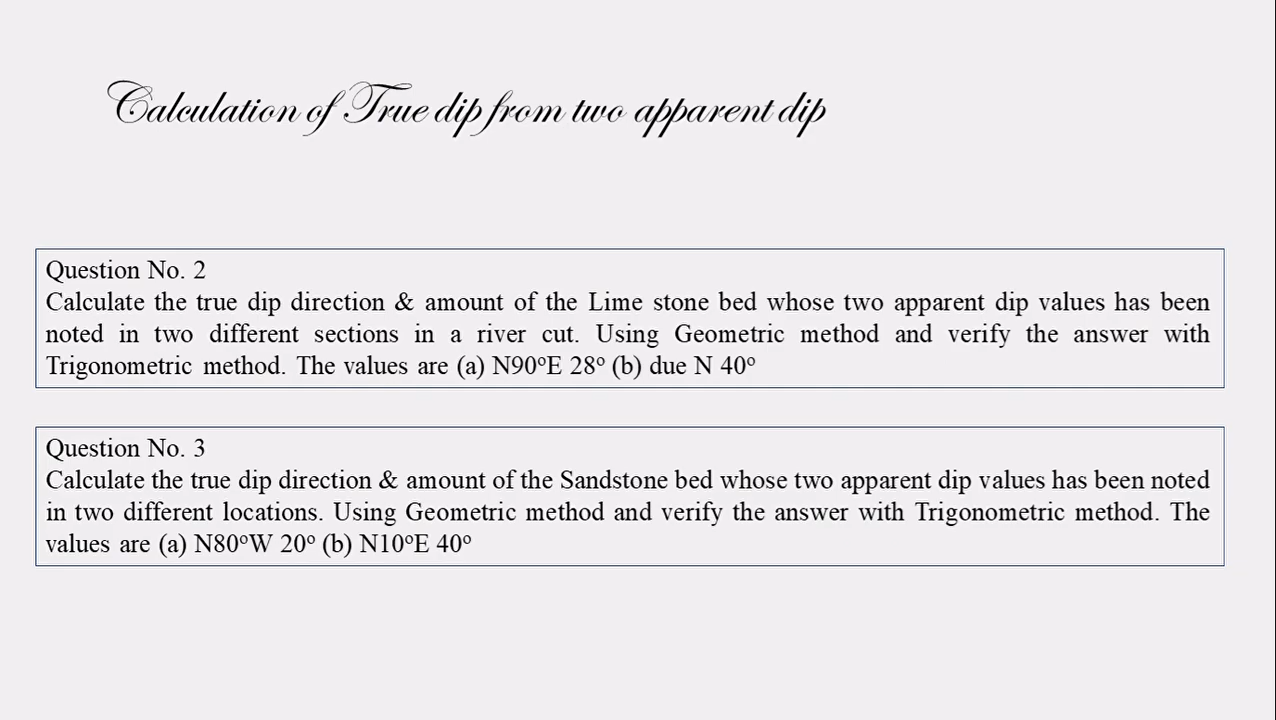 Calculation of True dip from two apparent dip
Question No. 2
Calculate the true dip direction & amount of the Lime stone bed whose two apparent dip values has been
noted in two different sections in a river cut. Using Geometric method and verify the answer with
Trigonometric method. The values are (a) N90ºE 28º (b) due N 40º
Question No. 3
Calculate the true dip direction & amount of the Sandstone bed whose two apparent dip values has been noted
in two different locations. Using Geometric method and verify the answer with Trigonometric method. The
values are (a) N80ºW 20º (b) N10ºE 40º